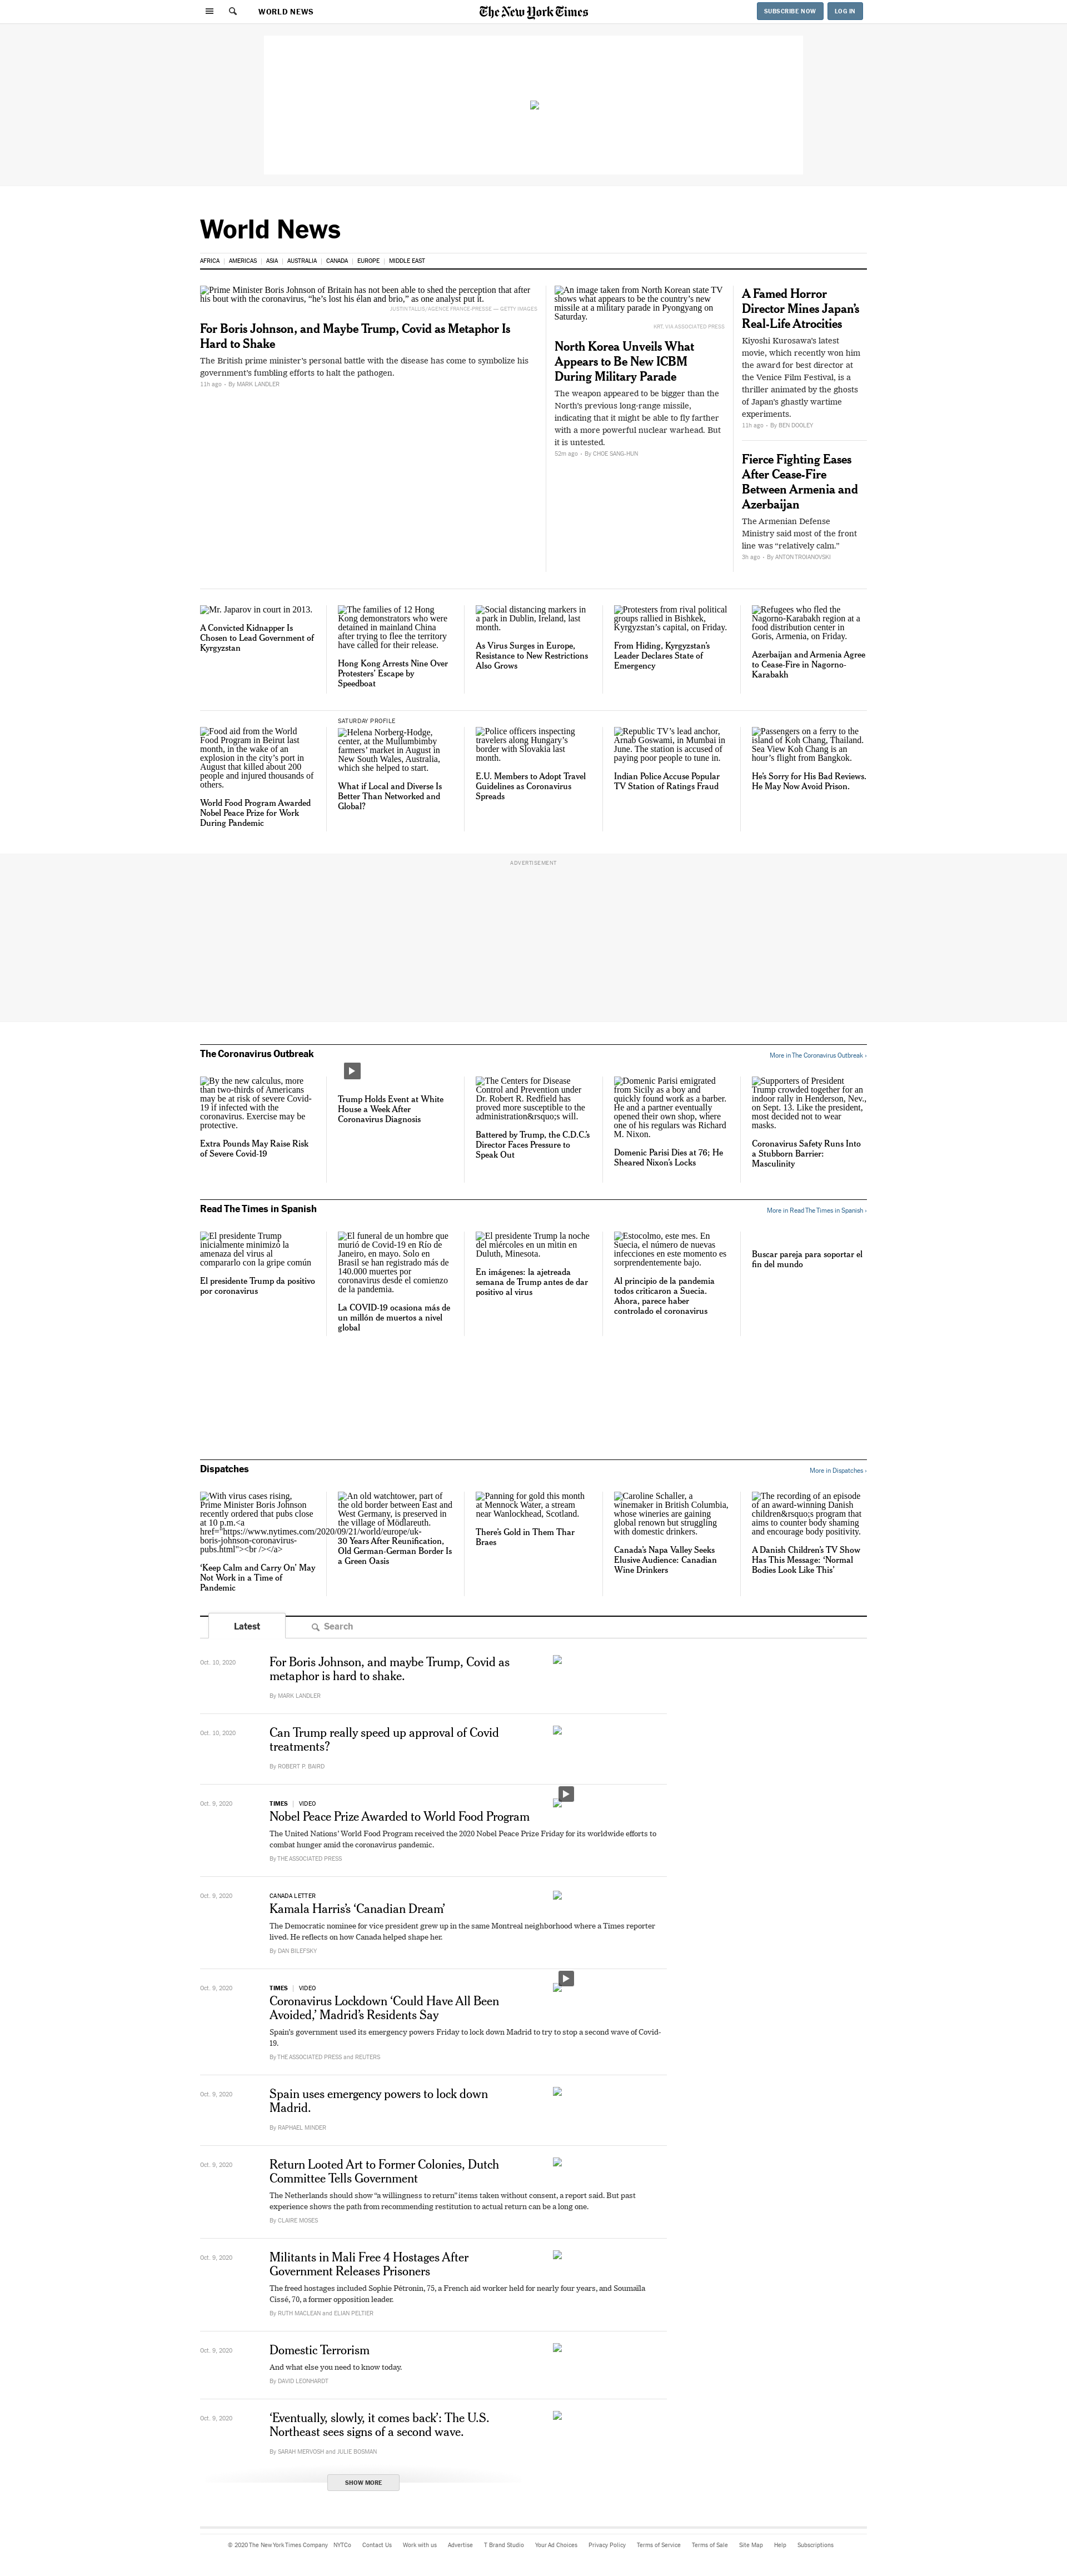 WORLD NEWS
The New York Times
SUBSCRIBE NOW
LOG IN
World News
AFRICA
AMERICAS
ASIA
AUSTRALIA
CANADA
EUROPE
MIDDLE EAST
Prime Minister Boris Johnson of Britain has not been able to shed the perception that after
his bout with the coronavirus, “he’s lost his élan and brio,” as one analyst put it.
JUSTIN TALLIS/AGENCE FRANCE-PRESSE — GETTY IMAGES
For Boris Johnson, and Maybe Trump, Covid as Metaphor Is
Hard to Shake
The British prime minister’s personal battle with the disease has come to symbolize his
government’s fumbling efforts to halt the pathogen.
11h ago • By MARK LANDLER
An image taken from North Korean state TV
shows what appears to be the country’s new
missile at a military parade in Pyongyang on
Saturday.
KRT, VIA ASSOCIATED PRESS
North Korea Unveils What
Appears to Be New ICBM
During Military Parade
The weapon appeared to be bigger than the
North’s previous long-range missile,
indicating that it might be able to fly farther
with a more powerful nuclear warhead. But
it is untested.
52m ago • By CHOE SANG-HUN
A Famed Horror
Director Mines Japan’s
Real-Life Atrocities
Kiyoshi Kurosawa’s latest
movie, which recently won him
the award for best director at
the Venice Film Festival, is a
thriller animated by the ghosts
of Japan’s ghastly wartime
experiments.
11h ago • By BEN DOOLEY
Fierce Fighting Eases
After Cease-Fire
Between Armenia and
Azerbaijan
The Armenian Defense
Ministry said most of the front
line was “relatively calm.”
3h ago • By ANTON TROIANOVSKI
Mr. Japarov in court in 2013.
A Convicted Kidnapper Is
Chosen to Lead Government of
Kyrgyzstan
The families of 12 Hong
Kong demonstrators who were
detained in mainland China
after trying to flee the territory
have called for their release.
Hong Kong Arrests Nine Over
Protesters’ Escape by
Speedboat
Social distancing markers in
a park in Dublin, Ireland, last
month.
As Virus Surges in Europe,
Resistance to New Restrictions
Also Grows
Protesters from rival political
groups rallied in Bishkek,
Kyrgyzstan’s capital, on Friday.
From Hiding, Kyrgyzstan’s
Leader Declares State of
Emergency
Refugees who fled the
Nagorno-Karabakh region at a
food distribution center in
Goris, Armenia, on Friday.
Azerbaijan and Armenia Agree
to Cease-Fire in Nagorno-
Karabakh
Food aid from the World
Food Program in Beirut last
month, in the wake of an
explosion in the city’s port in
August that killed about 200
people and injured thousands of
others.
World Food Program Awarded
Nobel Peace Prize for Work
During Pandemic
SATURDAY PROFILE
Helena Norberg-Hodge,
center, at the Mullumbimby
farmers’ market in August in
New South Wales, Australia,
which she helped to start.
What if Local and Diverse Is
Better Than Networked and
Global?
Police officers inspecting
travelers along Hungary’s
border with Slovakia last
month.
E.U. Members to Adopt Travel
Guidelines as Coronavirus
Spreads
Republic TV’s lead anchor,
Arnab Goswami, in Mumbai in
June. The station is accused of
paying poor people to tune in.
Indian Police Accuse Popular
TV Station of Ratings Fraud
Passengers on a ferry to the
island of Koh Chang, Thailand.
Sea View Koh Chang is an
hour’s flight from Bangkok.
He’s Sorry for His Bad Reviews.
He May Now Avoid Prison.
ADVERTISEMENT
The Coronavirus Outbreak
More in The Coronavirus Outbreak ›
By the new calculus, more
than two-thirds of Americans
may be at risk of severe Covid-
19 if infected with the
coronavirus. Exercise may be
protective.
Extra Pounds May Raise Risk
of Severe Covid-19
Trump Holds Event at White
House a Week After
Coronavirus Diagnosis
The Centers for Disease
Control and Prevention under
Dr. Robert R. Redfield has
proved more susceptible to the
administration&rsquo;s will.
Battered by Trump, the C.D.C.’s
Director Faces Pressure to
Speak Out
Domenic Parisi emigrated
from Sicily as a boy and
quickly found work as a barber.
He and a partner eventually
opened their own shop, where
one of his regulars was Richard
M. Nixon.
Domenic Parisi Dies at 76; He
Sheared Nixon’s Locks
Supporters of President
Trump crowded together for an
indoor rally in Henderson, Nev.,
on Sept. 13. Like the president,
most decided not to wear
masks.
Coronavirus Safety Runs Into
a Stubborn Barrier:
Masculinity
Read The Times in Spanish
More in Read The Times in Spanish ›
El presidente Trump
inicialmente minimizó la
amenaza del virus al
compararlo con la gripe común
El presidente Trump da positivo
por coronavirus
El funeral de un hombre que
murió de Covid-19 en Río de
Janeiro, en mayo. Solo en
Brasil se han registrado más de
140.000 muertes por
coronavirus desde el comienzo
de la pandemia.
La COVID-19 ocasiona más de
un millón de muertos a nivel
global
El presidente Trump la noche
del miércoles en un mitin en
Duluth, Minesota.
En imágenes: la ajetreada
semana de Trump antes de dar
positivo al virus
Estocolmo, este mes. En
Suecia, el número de nuevas
infecciones en este momento es
sorprendentemente bajo.
Al principio de la pandemia
todos criticaron a Suecia.
Ahora, parece haber
controlado el coronavirus
Buscar pareja para soportar el
fin del mundo
Dispatches
More in Dispatches ›
With virus cases rising,
Prime Minister Boris Johnson
recently ordered that pubs close
at 10 p.m.<a
href="https://www.nytimes.com/2020/09/21/world/europe/uk-
boris-johnson-coronavirus-
pubs.html"><br /></a>
‘Keep Calm and Carry On’ May
Not Work in a Time of
Pandemic
An old watchtower, part of
the old border between East and
West Germany, is preserved in
the village of Mödlareuth.
30 Years After Reunification,
Old German-German Border Is
a Green Oasis
Panning for gold this month
at Mennock Water, a stream
near Wanlockhead, Scotland.
There’s Gold in Them Thar
Braes
Caroline Schaller, a
winemaker in British Columbia,
whose wineries are gaining
global renown but struggling
with domestic drinkers.
Canada’s Napa Valley Seeks
Elusive Audience: Canadian
Wine Drinkers
The recording of an episode
of an award-winning Danish
children&rsquo;s program that
aims to counter body shaming
and encourage body positivity.
A Danish Children’s TV Show
Has This Message: ‘Normal
Bodies Look Like This’
Latest
Search
Oct. 10, 2020
For Boris Johnson, and maybe Trump, Covid as
metaphor is hard to shake.
By MARK LANDLER
Oct. 10, 2020
Can Trump really speed up approval of Covid
treatments?
By ROBERT P. BAIRD
Oct. 9, 2020
TIMES | VIDEO
Nobel Peace Prize Awarded to World Food Program
The United Nations’ World Food Program received the 2020 Nobel Peace Prize Friday for its worldwide efforts to
combat hunger amid the coronavirus pandemic.
By THE ASSOCIATED PRESS
Oct. 9, 2020
CANADA LETTER
Kamala Harris’s ‘Canadian Dream’
The Democratic nominee for vice president grew up in the same Montreal neighborhood where a Times reporter
lived. He reflects on how Canada helped shape her.
By DAN BILEFSKY
Oct. 9, 2020
TIMES | VIDEO
Coronavirus Lockdown ‘Could Have All Been
Avoided,’ Madrid’s Residents Say
Spain’s government used its emergency powers Friday to lock down Madrid to try to stop a second wave of Covid-
19.
By THE ASSOCIATED PRESS and REUTERS
Oct. 9, 2020
Spain uses emergency powers to lock down
Madrid.
By RAPHAEL MINDER
Oct. 9, 2020
Return Looted Art to Former Colonies, Dutch
Committee Tells Government
The Netherlands should show “a willingness to return” items taken without consent, a report said. But past
experience shows the path from recommending restitution to actual return can be a long one.
By CLAIRE MOSES
Oct. 9, 2020
Militants in Mali Free 4 Hostages After
Government Releases Prisoners
The freed hostages included Sophie Pétronin, 75, a French aid worker held for nearly four years, and Soumaïla
Cissé, 70, a former opposition leader.
By RUTH MACLEAN and ELIAN PELTIER
Oct. 9, 2020
Domestic Terrorism
And what else you need to know today.
By DAVID LEONHARDT
Oct. 9, 2020
‘Eventually, slowly, it comes back’: The U.S.
Northeast sees signs of a second wave.
By SARAH MERVOSH and JULIE BOSMAN
SHOW MORE
© 2020 The New York Times Company
NYTCo
Contact Us
Work with us
Advertise
T Brand Studio
Your Ad Choices
Privacy Policy
Terms of Service
Terms of Sale
Site Map
Help
Subscriptions